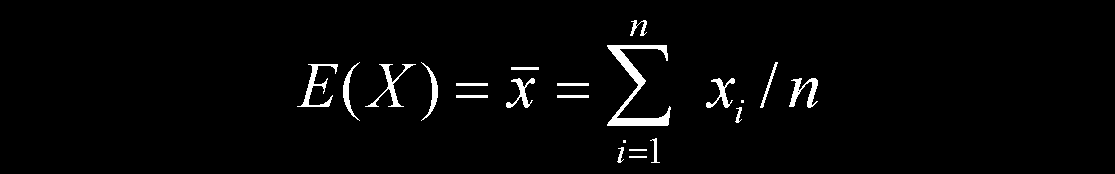 E(X) = x̄ = ∑_{i=1}^{n} x_i / n